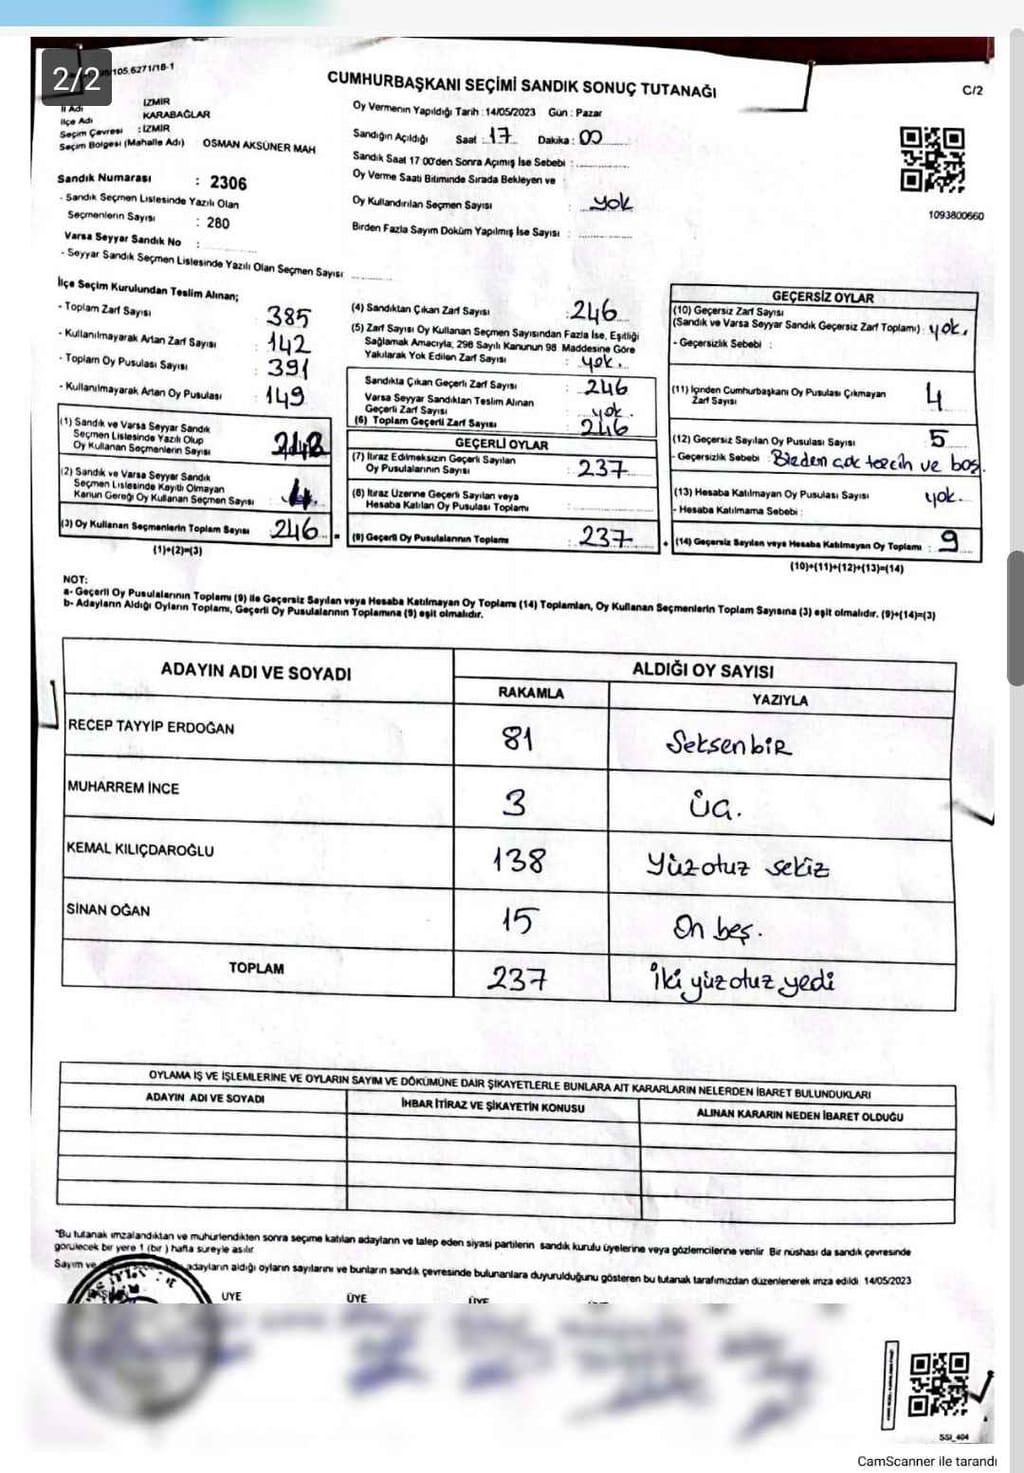 2/2
105.6271/18-1
CUMHURBAŞKANI SEÇİMİ SANDIK SONUÇ TUTANAĞI
C/2
İl Adı İZMİR
İlçe Adı KARABAĞLAR
Seçim Çevresi : İZMİR
Seçim Bölgesi (Mahalle Adı) OSMAN AKSÜNER MAH
Sandık Numarası : 2306
- Sandık Seçmen Listesinde Yazılı Olan
Seçmenlerin Sayısı : 280
Varsa Seyyar Sandık No :
- Seyyar Sandık Seçmen Listesinde Yazılı Olan Seçmen Sayısı
Oy Vermenin Yapıldığı Tarih : 14/05/2023 Gün : Pazar
Sandığın Açıldığı Saat : 17 Dakika : 00
Sandık Saat 17:00'den Sonra Açımış İse Sebebi :
Oy Verme Saati Bitiminde Sırada Bekleyen ve
Oy Kullandırılan Seçmen Sayısı : yok
Birden Fazla Sayım Döküm Yapılmış İse Sayısı :
1093800660
İlçe Seçim Kurulundan Teslim Alınan;
- Toplam Zarf Sayısı : 385
- Kullanılmayarak Artan Zarf Sayısı : 142
- Toplam Oy Pusulası Sayısı : 391
- Kullanılmayarak Artan Oy Pusulası : 149
(1) Sandık ve Varsa Seyyar Sandık
Seçmen Listesinde Yazılı Olup
Oy Kullanan Seçmenlerin Sayısı
(2) Sandık ve Varsa Seyyar Sandık
Seçmen Listesinde Kayıtlı Olmayan
Kanun Gereği Oy Kullanan Seçmen Sayısı 4.
(3) Oy Kullanan Seçmenlerin Toplam Sayısı 246
(1)+(2)=(3)
(4) Sandıktan Çıkan Zarf Sayısı : 246
(5) Zarf Sayısı Oy Kullanan Seçmen Sayısından Fazla İse, Eşitliği
Sağlamak Amacıyla, 298 Sayılı Kanunun 98. Maddesine Göre
Yakılarak Yok Edilen Zarf Sayısı : yok.
Sandıkta Çıkan Geçerli Zarf Sayısı : 246
Varsa Seyyar Sandıktan Teslim Alınan
Geçerli Zarf Sayısı : yok.
(6) Toplam Geçerli Zarf Sayısı : 246
GEÇERLİ OYLAR
(7) İtiraz Edilmeksizin Geçerli Sayılan
Oy Pusulalarının Sayısı : 237
(8) İtiraz Üzerine Geçerli Sayılan veya
Hesaba Katılan Oy Pusulası Toplamı :
(9) Geçerli Oy Pusulalarının Toplamı : 237
GEÇERSİZ OYLAR
(10) Geçersiz Zarf Sayısı
(Sandık ve Varsa Seyyar Sandık Geçersiz Zarf Toplamı) : yok.
- Geçersizlik Sebebi :
(11) İçinden Cumhurbaşkanı Oy Pusulası Çıkmayan
Zarf Sayısı : 4
(12) Geçersiz Sayılan Oy Pusulası Sayısı : 5
- Geçersizlik Sebebi : Birden çok tercih ve boş.
(13) Hesaba Katılmayan Oy Pusulası Sayısı : yok.
- Hesaba Katılmama Sebebi :
(14) Geçersiz Sayılan veya Hesaba Katılmayan Oy Toplamı : 9
(10)+(11)+(12)+(13)=(14)
NOT:
a- Geçerli Oy Pusulalarının Toplamı (9) ile Geçersiz Sayılan veya Hesaba Katılmayan Oy Toplamı (14) Toplamları, Oy Kullanan Seçmenlerin Toplam Sayısına (3) eşit olmalıdır. (9)+(14)=(3)
b- Adayların Aldığı Oyların Toplamı, Geçerli Oy Pusulalarının Toplamına (9) eşit olmalıdır.
ADAYIN ADI VE SOYADI ALDIĞI OY SAYISI
RAKAMLA YAZIYLA
RECEP TAYYİP ERDOĞAN 81 Seksenbir
MUHARREM İNCE 3 üç.
KEMAL KILIÇDAROĞLU 138 Yüzotuz sekiz
SİNAN OĞAN 15 On beş.
TOPLAM 237 İki yüz otuz yedi
OYLAMA İŞ VE İŞLEMLERİNE VE OYLARIN SAYIM VE DÖKÜMÜNE DAİR ŞİKAYETLERLE BUNLARA AİT KARARLARIN NELERDEN İBARET BULUNDUKLARI
ADAYIN ADI VE SOYADI İHBAR İTİRAZ VE ŞİKAYETİN KONUSU ALINAN KARARIN NEDEN İBARET OLDUĞU
*Bu tutanak imzalandıktan ve mühürlendikten sonra seçime katılan adayların ve talep eden siyasi partilerin sandık kurulu üyelerine veya gözlemcilerine verilir. Bir nüshası da sandık çevresinde
görülecek bir yere 1 (bir) hafta süreyle asılır
Sayım ve adayların aldığı oyların sayılarını ve bunların sandık çevresinde bulunanlara duyurulduğunu gösteren bu tutanak tarafımızdan düzenlenerek imza edildi 14/05/2023
ÜYE ÜYE ÜYE
SSI_404
CamScanner ile tarandı